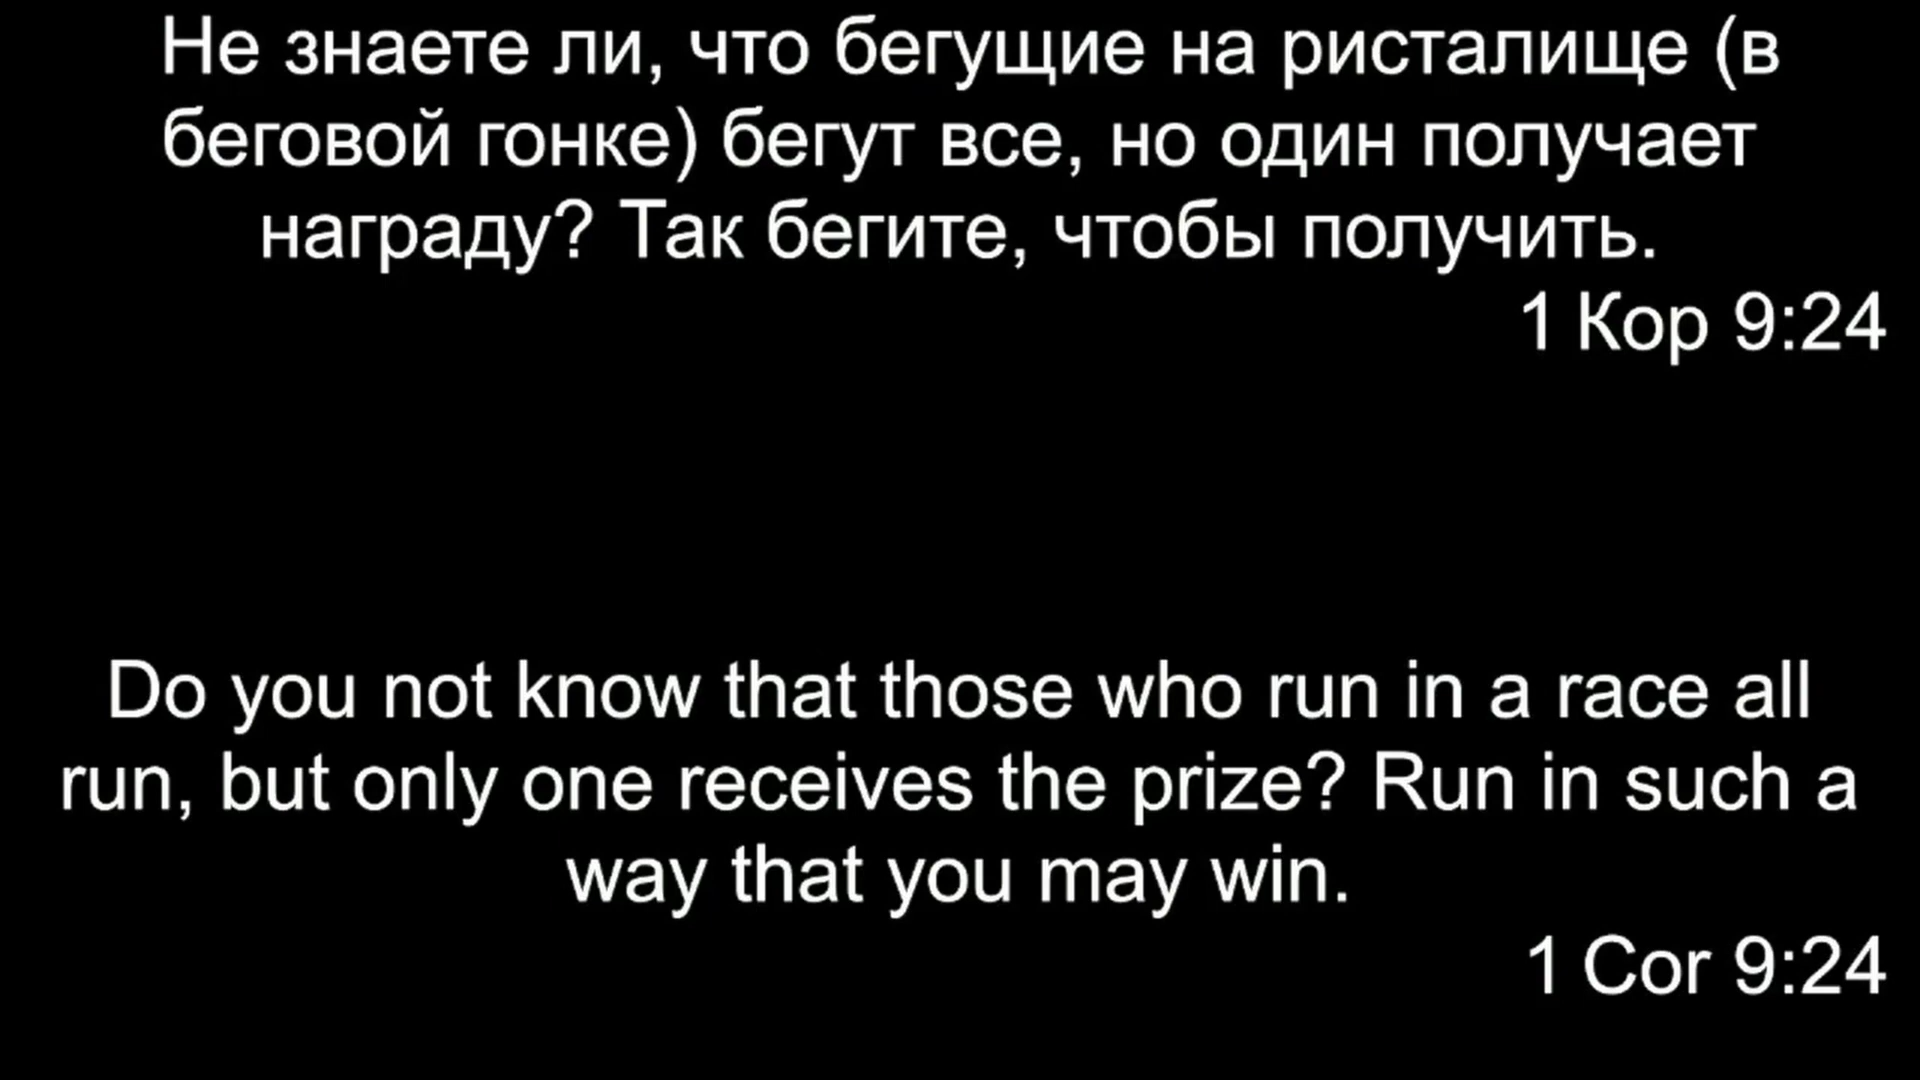 Не знаете ли, что бегущие на ристалище (в
беговой гонке) бегут все, но один получает
награду? Так бегите, чтобы получить.
1 Кор 9:24
Do you not know that those who run in a race all
run, but only one receives the prize? Run in such a
way that you may win.
1 Cor 9:24